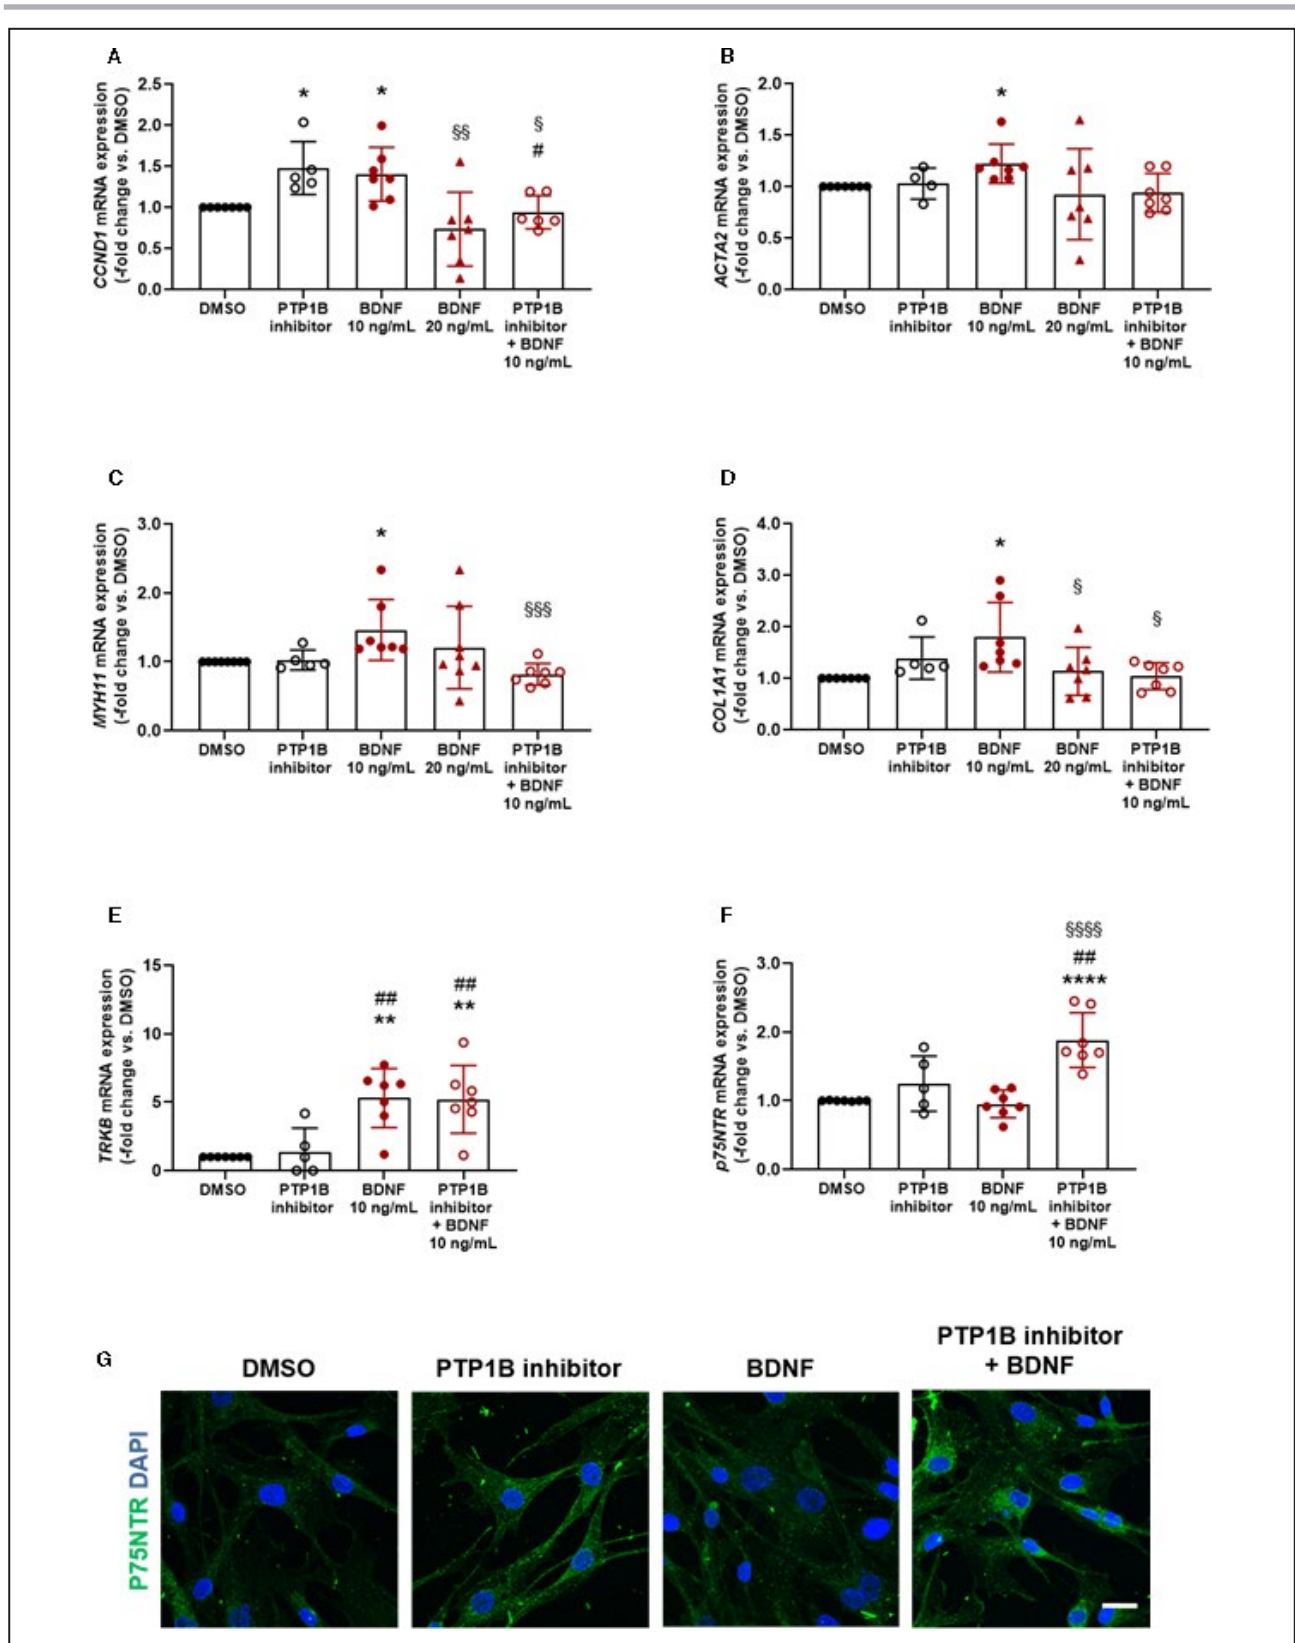 A
CCND1 mRNA expression
(-fold change vs. DMSO)
2.5
2.0
1.5
1.0
0.5
0.0
*
*
§§
§
#
DMSO
PTP1B
inhibitor
BDNF
10 ng/mL
BDNF
20 ng/mL
PTP1B
inhibitor
+ BDNF
10 ng/mL
B
ACTA2 mRNA expression
(-fold change vs. DMSO)
2.0
1.5
1.0
0.5
0.0
*
DMSO
PTP1B
inhibitor
BDNF
10 ng/mL
BDNF
20 ng/mL
PTP1B
inhibitor
+ BDNF
10 ng/mL
C
MYH11 mRNA expression
(-fold change vs. DMSO)
3.0
2.0
1.0
0.0
*
§§§
DMSO
PTP1B
inhibitor
BDNF
10 ng/mL
BDNF
20 ng/mL
PTP1B
inhibitor
+ BDNF
10 ng/mL
D
COL1A1 mRNA expression
(-fold change vs. DMSO)
4.0
3.0
2.0
1.0
0.0
*
§
§
DMSO
PTP1B
inhibitor
BDNF
10 ng/mL
BDNF
20 ng/mL
PTP1B
inhibitor
+ BDNF
10 ng/mL
E
TRKB mRNA expression
(-fold change vs. DMSO)
15
10
5
0
##
**
##
**
DMSO
PTP1B
inhibitor
BDNF
10 ng/mL
PTP1B
inhibitor
+ BDNF
10 ng/mL
F
p75NTR mRNA expression
(-fold change vs. DMSO)
3.0
2.0
1.0
0.0
§§§§
##
****
DMSO
PTP1B
inhibitor
BDNF
10 ng/mL
PTP1B
inhibitor
+ BDNF
10 ng/mL
G
DMSO
PTP1B inhibitor
BDNF
PTP1B inhibitor
+ BDNF
P75NTR DAPI